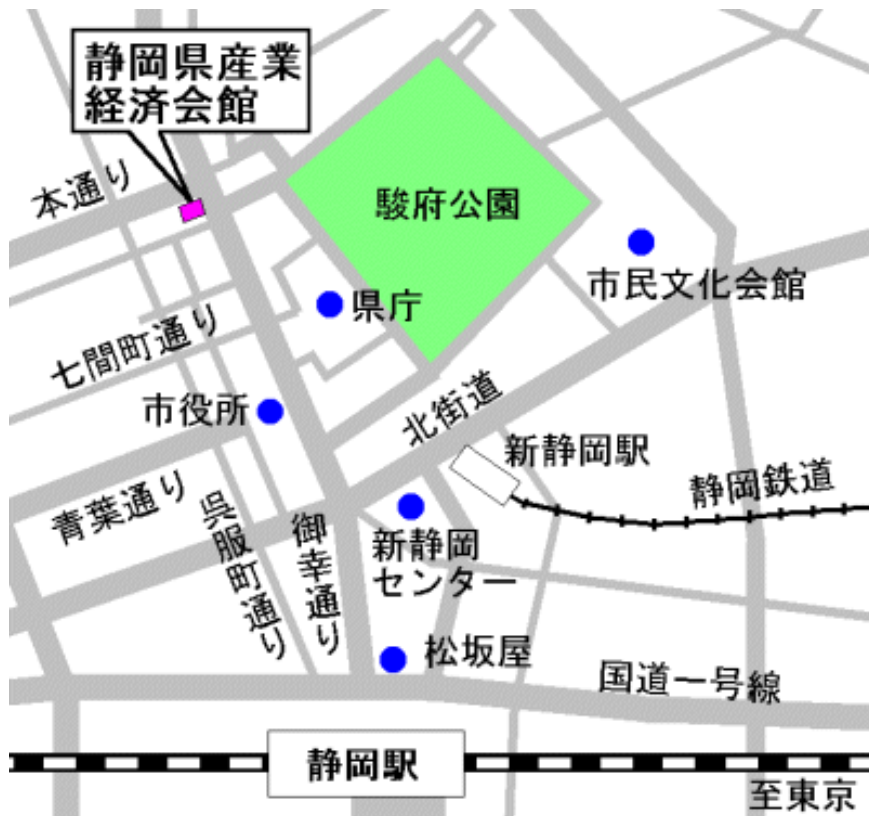 静岡県産業
経済会館
本通り
駿府公園
市民文化会館
県庁
七間町通り
市役所
北街道
新静岡駅
静岡鉄道
青葉通り
呉服町通り
御幸通り
新静岡
センター
松坂屋
国道一号線
静岡駅
至東京